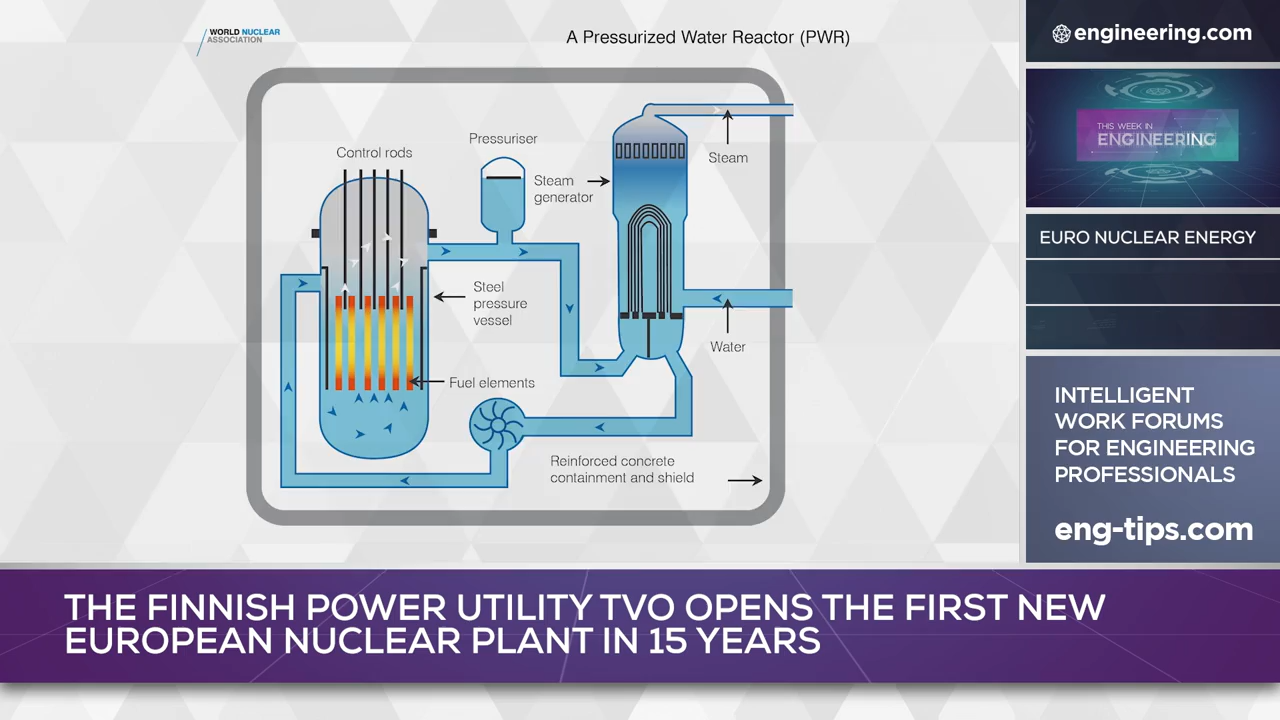 WORLD NUCLEAR
ASSOCIATION
A Pressurized Water Reactor (PWR)
Control rods
Pressuriser
Steam
generator
Steam
Steel
pressure
vessel
Water
Fuel elements
Reinforced concrete
containment and shield
engineering.com
THIS WEEK IN
ENGINEERING
EURO NUCLEAR ENERGY
INTELLIGENT
WORK FORUMS
FOR ENGINEERING
PROFESSIONALS
eng-tips.com
THE FINNISH POWER UTILITY TVO OPENS THE FIRST NEW
EUROPEAN NUCLEAR PLANT IN 15 YEARS